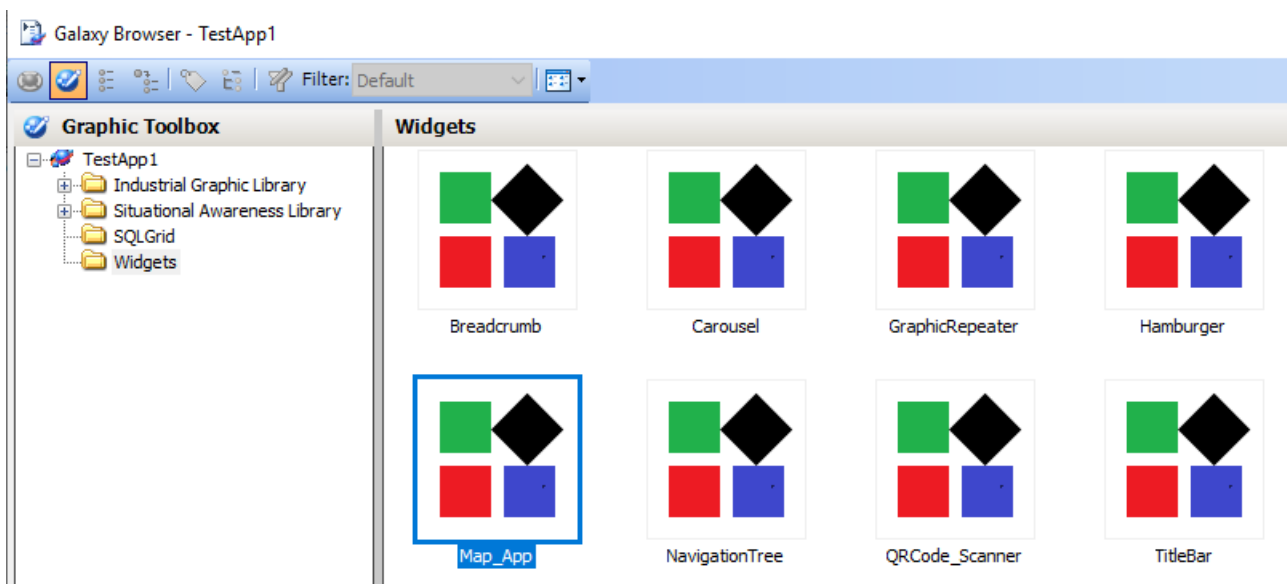 Galaxy Browser - TestApp1
Filter: Default
Graphic Toolbox
Widgets
TestApp1
Industrial Graphic Library
Situational Awareness Library
SQLGrid
Widgets
Breadcrumb
Carousel
GraphicRepeater
Hamburger
Map_App
NavigationTree
QRCode_Scanner
TitleBar